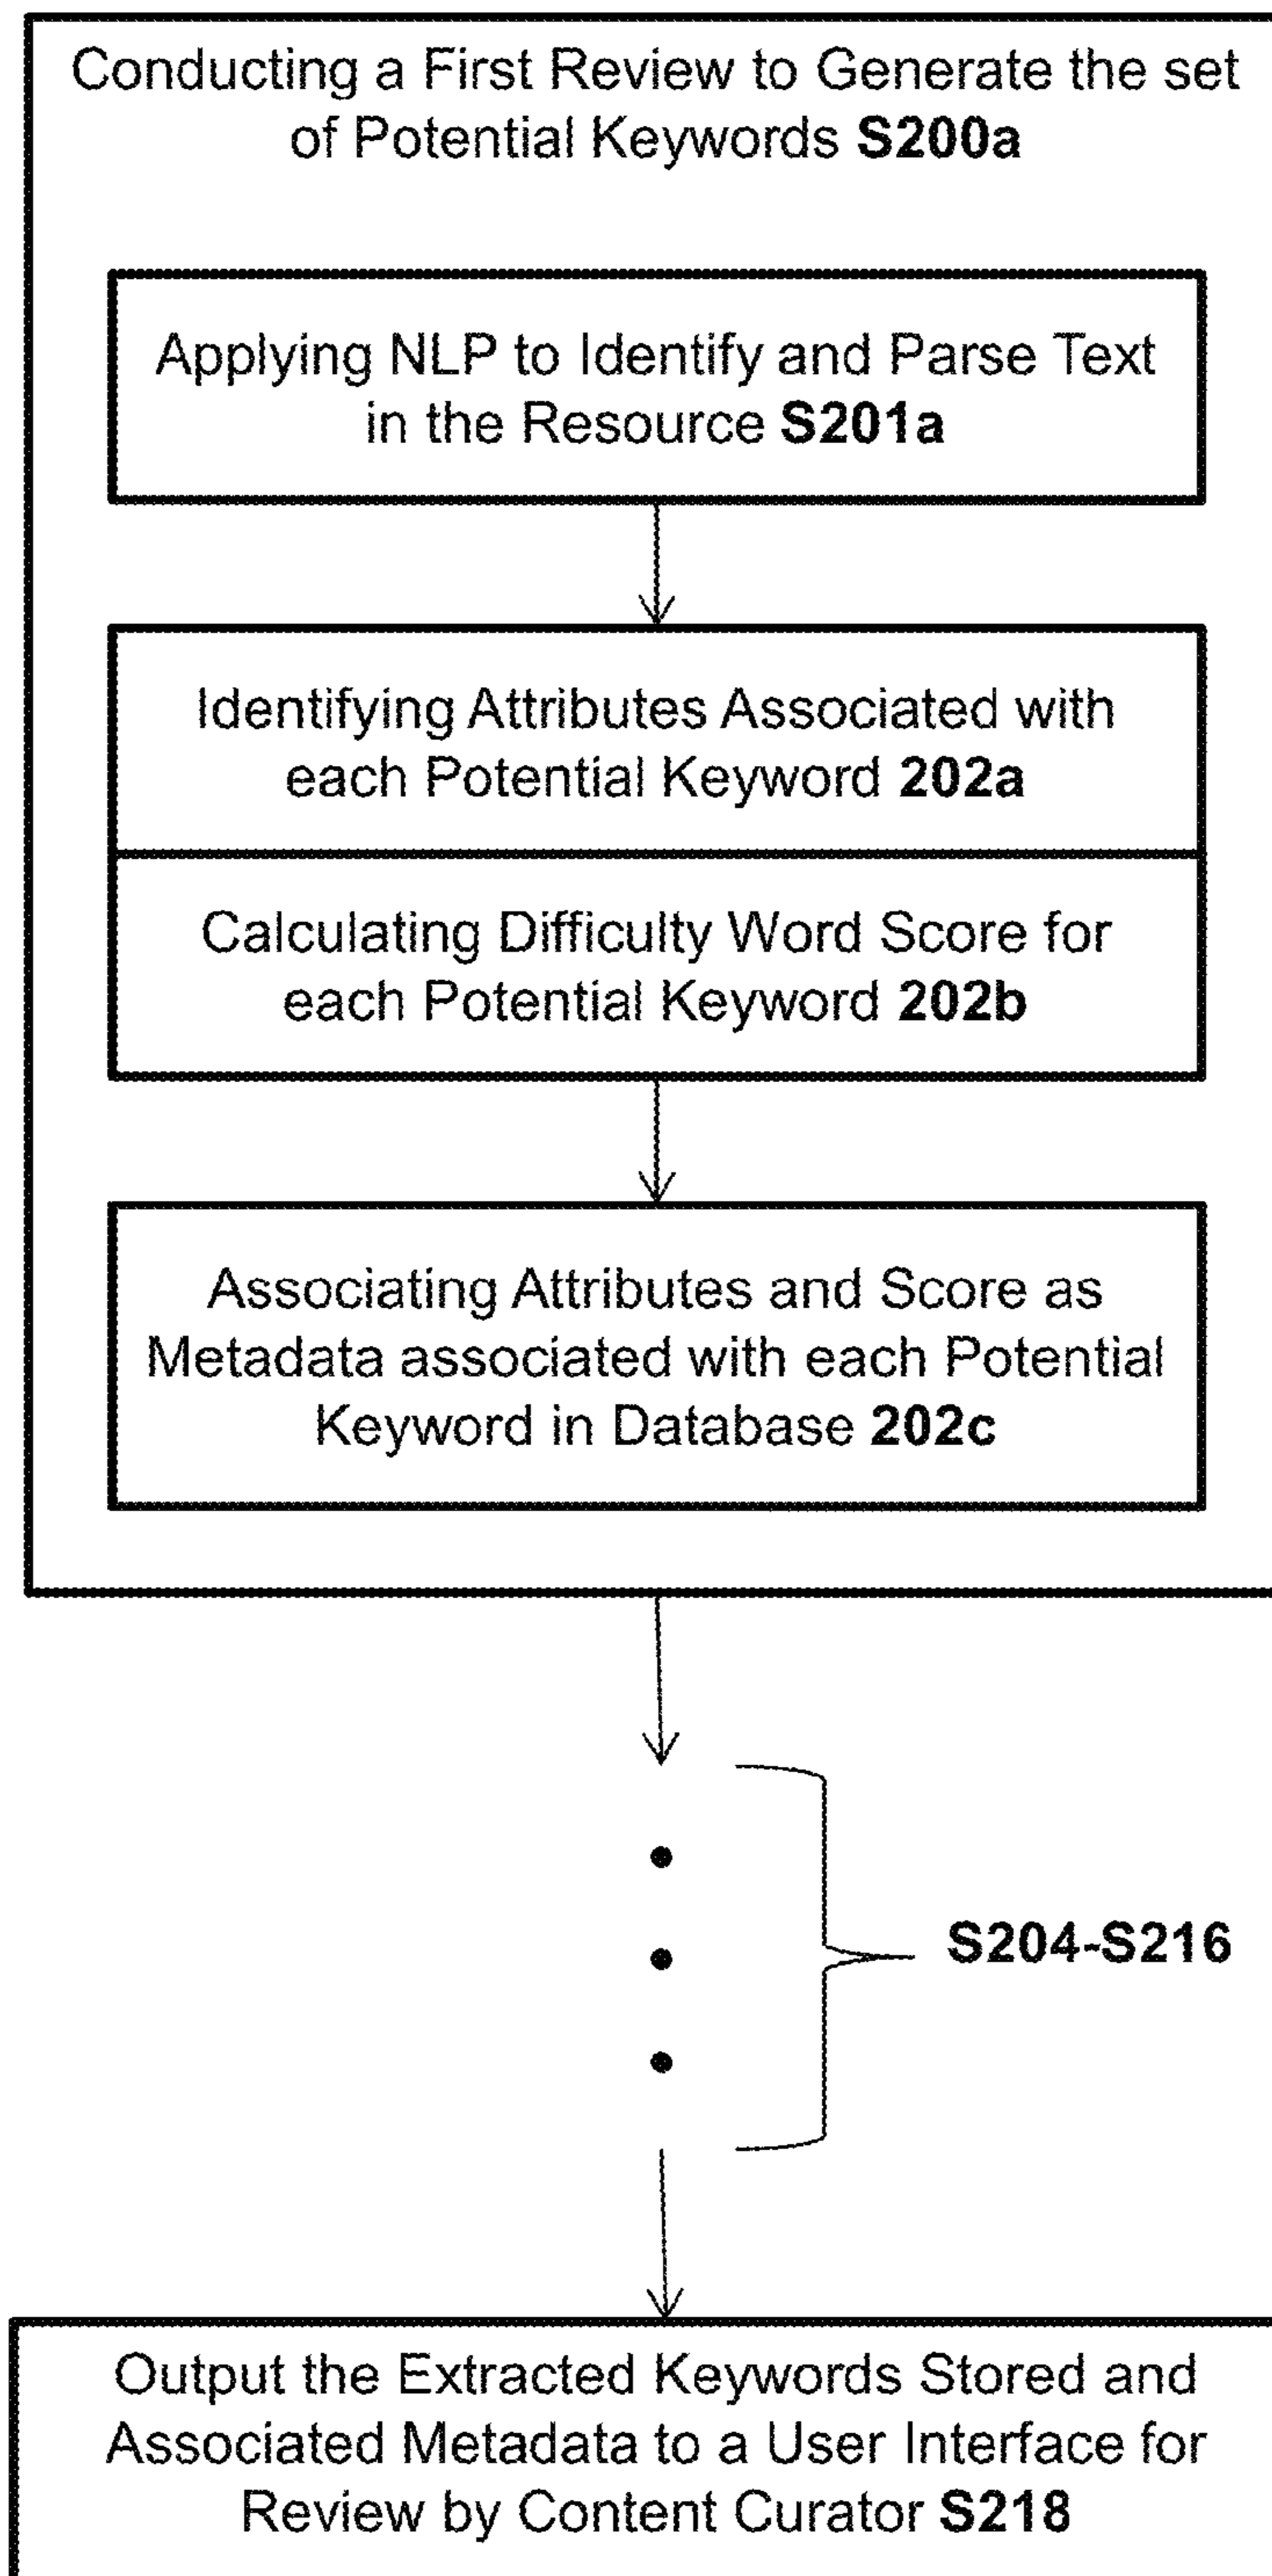 Conducting a First Review to Generate the set
of Potential Keywords S200a
Applying NLP to Identify and Parse Text
in the Resource S201a
Identifying Attributes Associated with
each Potential Keyword 202a
Calculating Difficulty Word Score for
each Potential Keyword 202b
Associating Attributes and Score as
Metadata associated with each Potential
Keyword in Database 202c
S204-S216
Output the Extracted Keywords Stored and
Associated Metadata to a User Interface for
Review by Content Curator S218